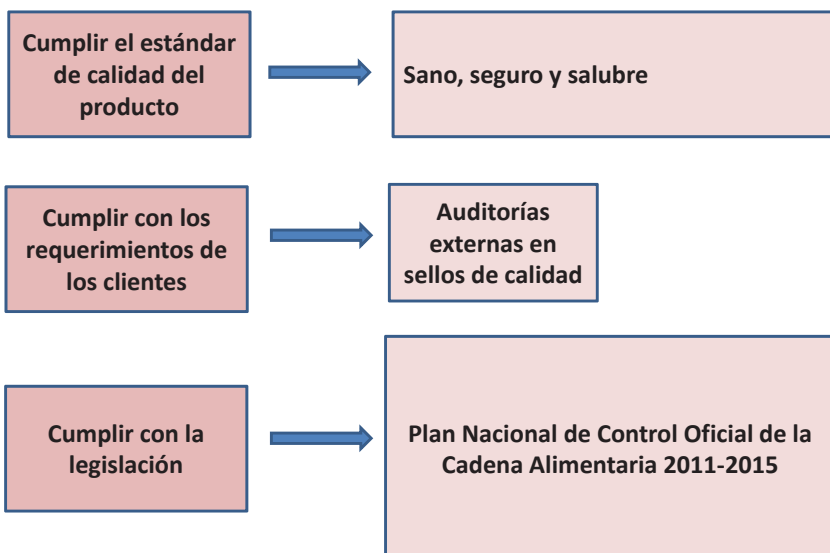 Cumplir el estándar
de calidad del
producto
Sano, seguro y salubre
Cumplir con los
requerimientos de
los clientes
Auditorías
externas en
sellos de calidad
Cumplir con la
legislación
Plan Nacional de Control Oficial de la
Cadena Alimentaria 2011-2015